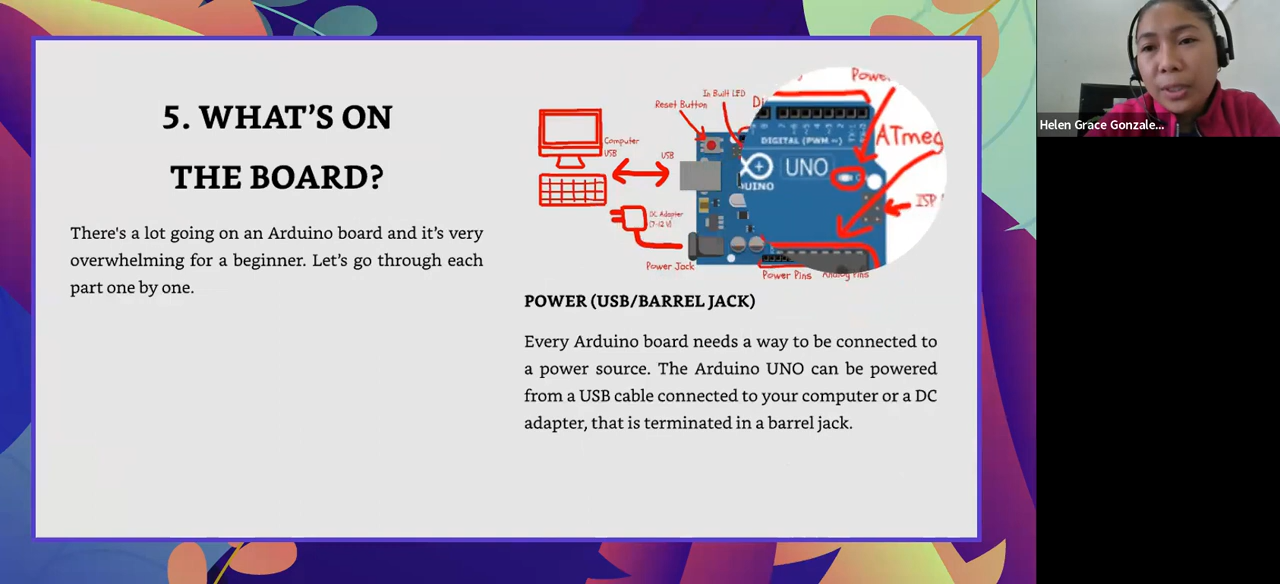 5. WHAT'S ON
THE BOARD?
There's a lot going on an Arduino board and it's very
overwhelming for a beginner. Let's go through each
part one by one.
Reset Button
In Built LED
Computer
USB
USB
DC Adapter
(7-12 V)
Power Jack
DIGITAL (PWM ~)
UNO
ATmeg
ISP
Power Pins
Analog Pins
POWER (USB/BARREL JACK)
Every Arduino board needs a way to be connected to
a power source. The Arduino UNO can be powered
from a USB cable connected to your computer or a DC
adapter, that is terminated in a barrel jack.
Helen Grace Gonzale...